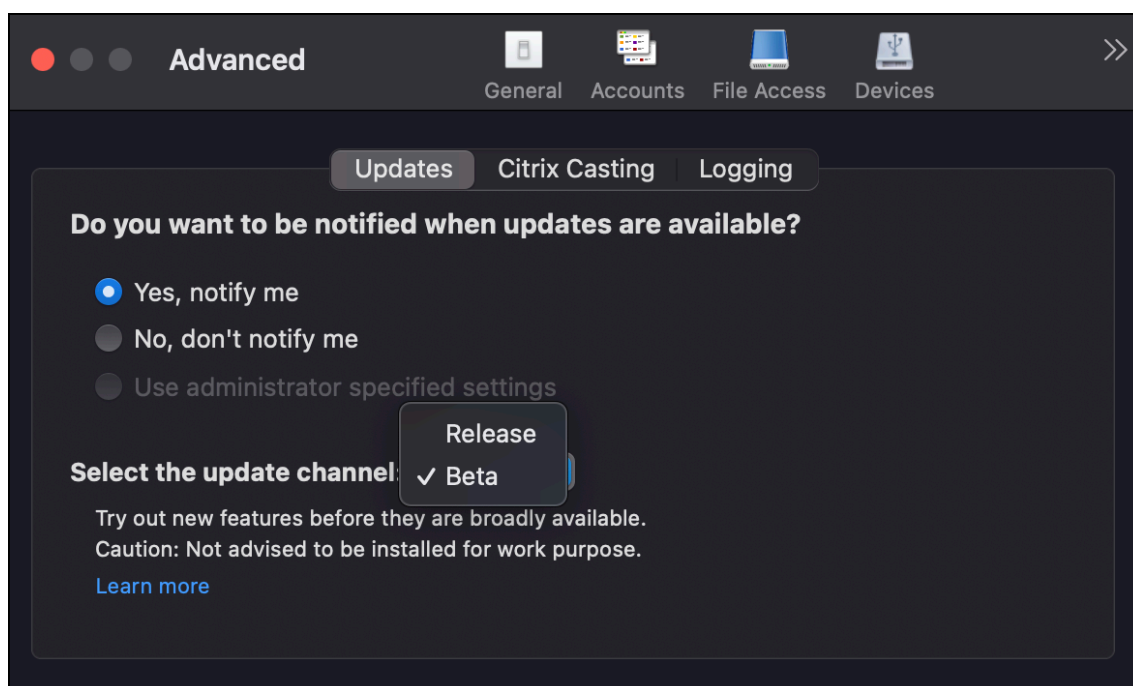 Advanced
General Accounts File Access Devices
Updates Citrix Casting Logging
Do you want to be notified when updates are available?
Yes, notify me
No, don't notify me
Use administrator specified settings
Release
Select the update channel:
Beta
Try out new features before they are broadly available.
Caution: Not advised to be installed for work purpose.
Learn more